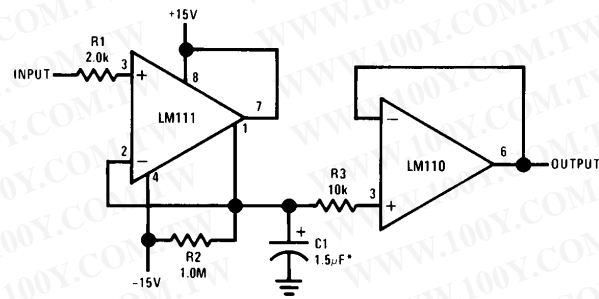 +15V
R1
2.0k
INPUT
3
+
8
7
LM111
1
2
−
4
R2
1.0M
-15V
R3
10k
3
+
−
LM110
6
OUTPUT
+
C1
1.5μF*
WWW.100Y.COM.TW